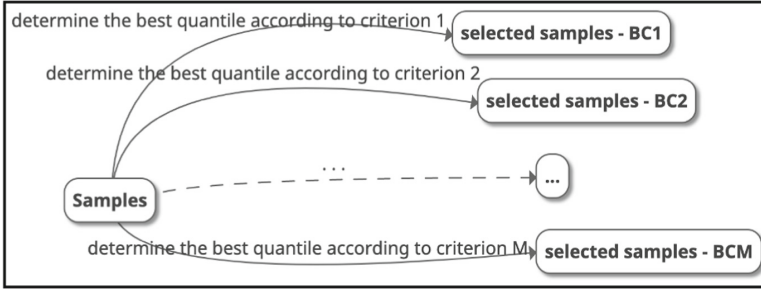 determine the best quantile according to criterion 1
selected samples - BC1
determine the best quantile according to criterion 2
selected samples - BC2
...
...
Samples
determine the best quantile according to criterion M
selected samples - BCM